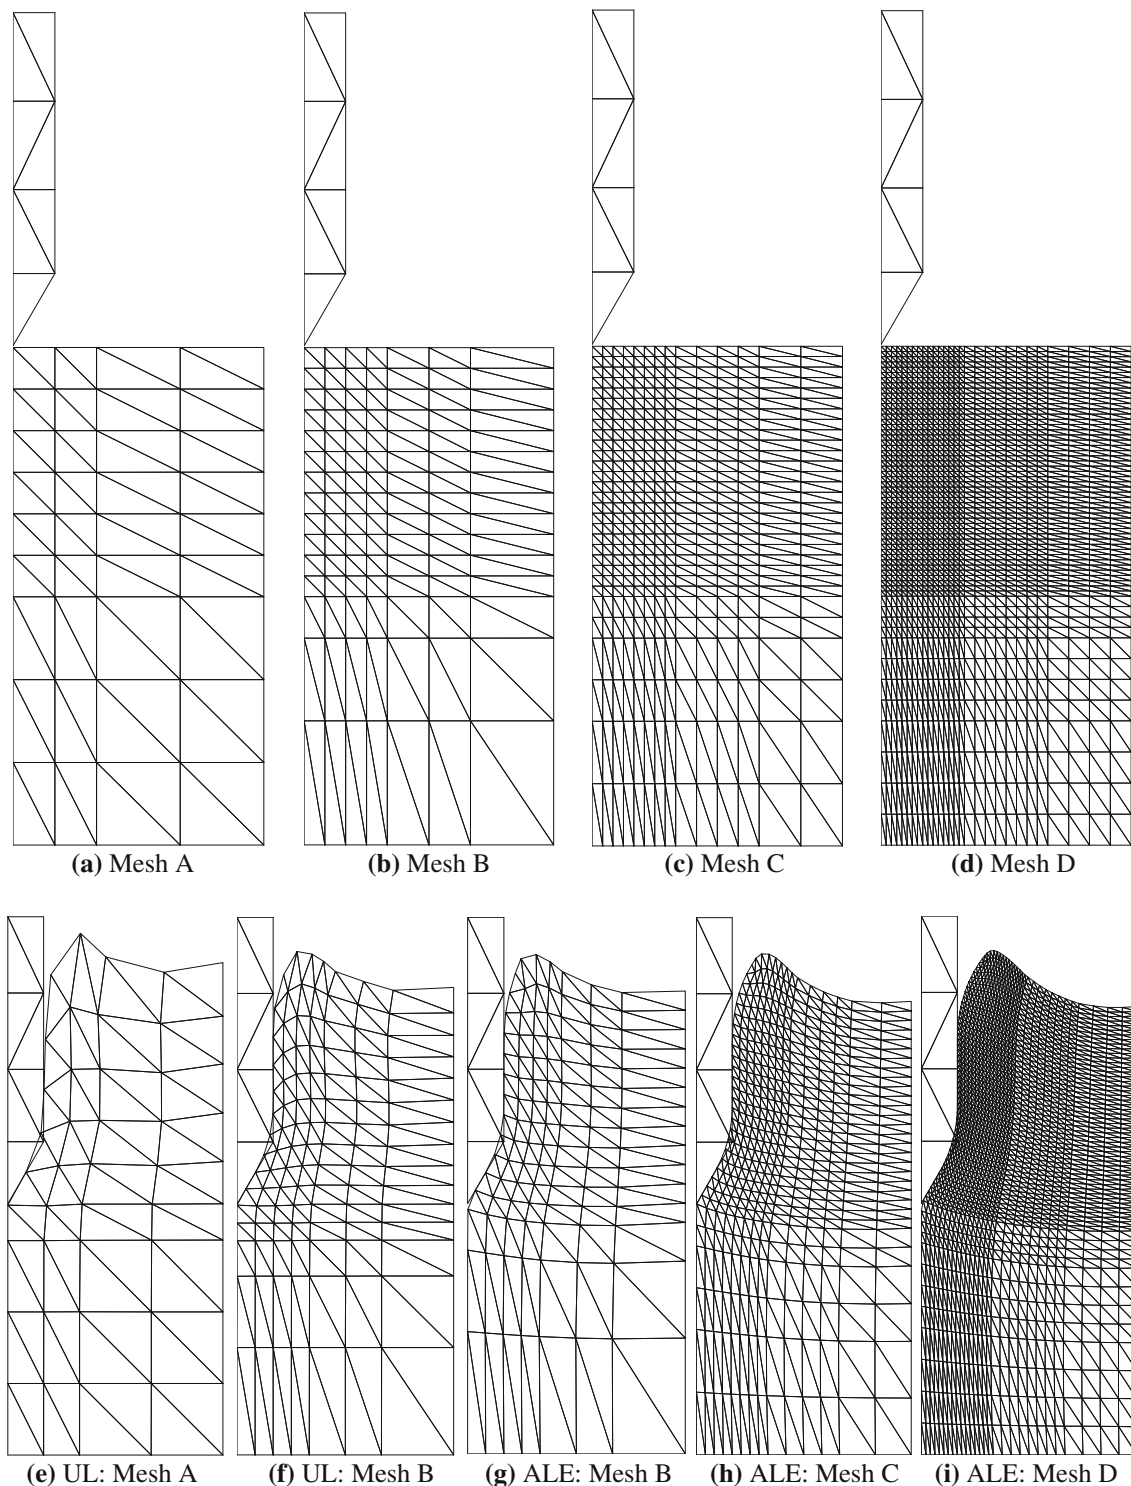 (a) Mesh A
(b) Mesh B
(c) Mesh C
(d) Mesh D
(e) UL: Mesh A
(f) UL: Mesh B
(g) ALE: Mesh B
(h) ALE: Mesh C
(i) ALE: Mesh D